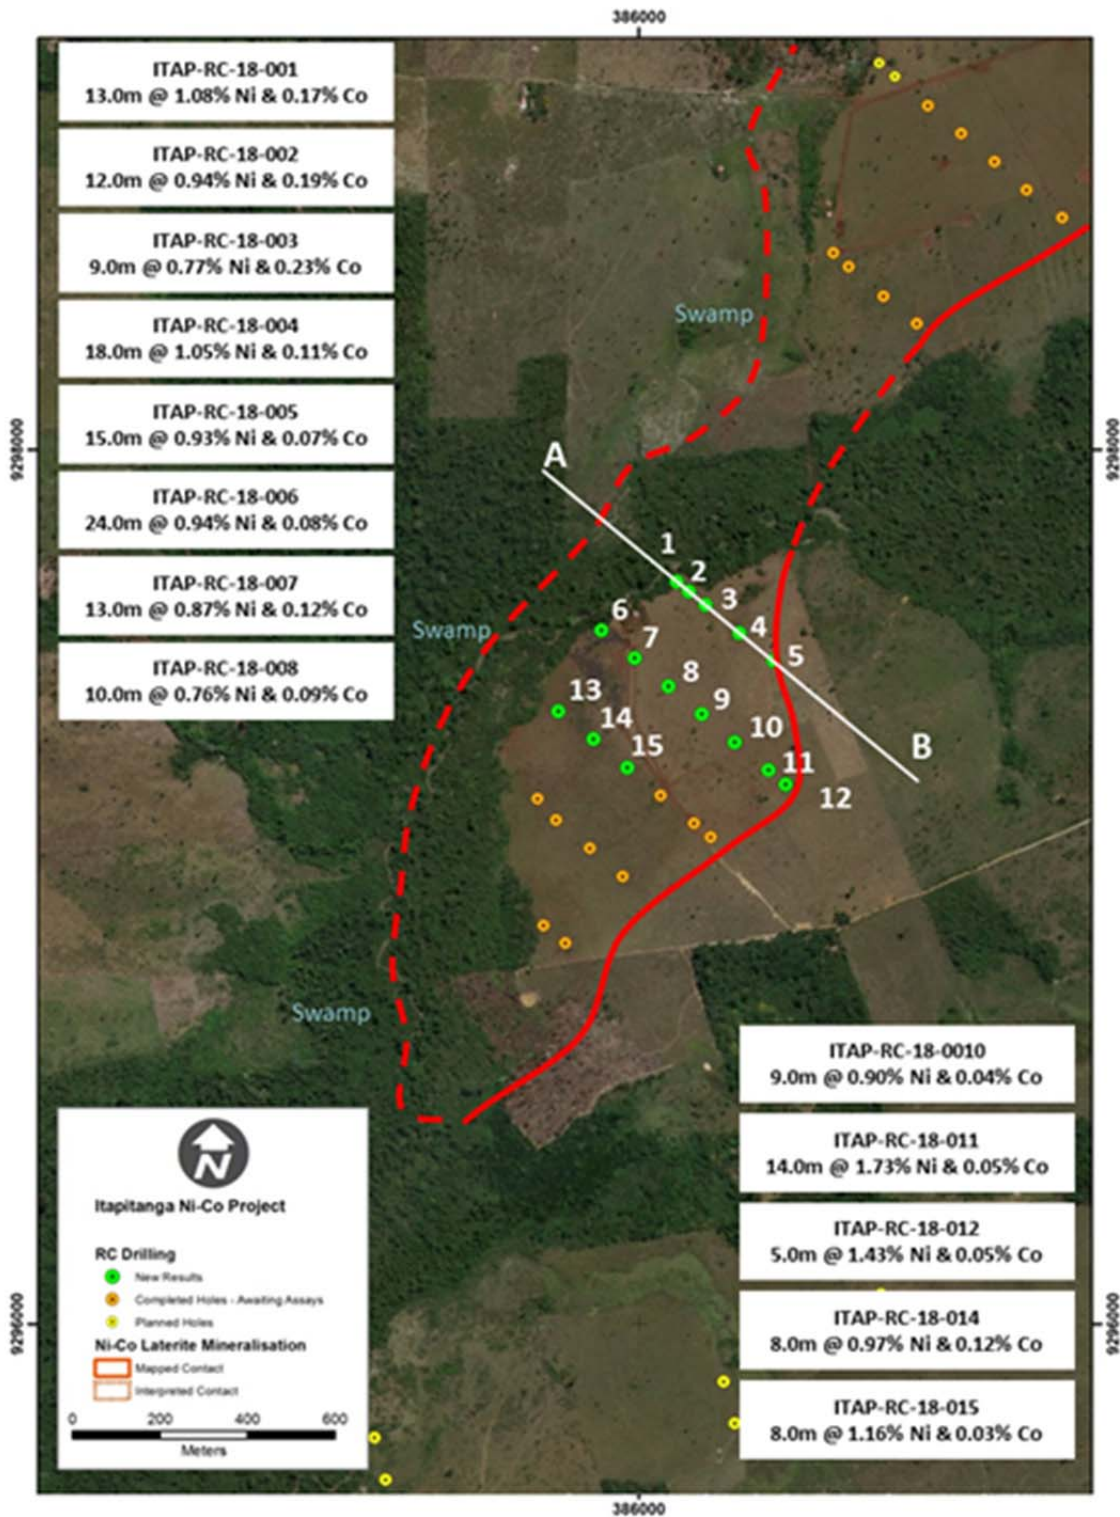 386000
ITAP-RC-18-001
13.0m @ 1.08% Ni & 0.17% Co
ITAP-RC-18-002
12.0m @ 0.94% Ni & 0.19% Co
ITAP-RC-18-003
9.0m @ 0.77% Ni & 0.23% Co
ITAP-RC-18-004
18.0m @ 1.05% Ni & 0.11% Co
ITAP-RC-18-005
15.0m @ 0.93% Ni & 0.07% Co
ITAP-RC-18-006
24.0m @ 0.94% Ni & 0.08% Co
ITAP-RC-18-007
13.0m @ 0.87% Ni & 0.12% Co
ITAP-RC-18-008
10.0m @ 0.76% Ni & 0.09% Co
Swamp
9298000
9298000
A
1
2
3
4
5
6
7
8
9
10
11
12
13
14
15
B
Swamp
Swamp
ITAP-RC-18-0010
9.0m @ 0.90% Ni & 0.04% Co
ITAP-RC-18-011
14.0m @ 1.73% Ni & 0.05% Co
ITAP-RC-18-012
5.0m @ 1.43% Ni & 0.05% Co
ITAP-RC-18-014
8.0m @ 0.97% Ni & 0.12% Co
ITAP-RC-18-015
8.0m @ 1.16% Ni & 0.03% Co
N
Itapitanga Ni-Co Project
RC Drilling
New Results
Completed Holes - Awaiting Assays
Planned Holes
Ni-Co Laterite Mineralisation
Mapped Contact
Interpreted Contact
0 200 400 600
Meters
9296000
9296000
386000